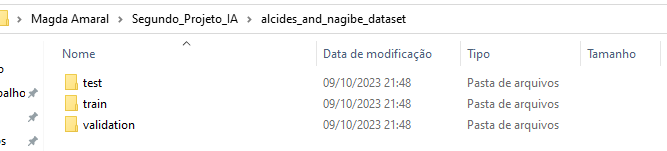 Magda Amaral > Segundo_Projeto_IA > alcides_and_nagibe_dataset
Nome Data de modificação Tipo Tamanho
test 09/10/2023 21:48 Pasta de arquivos
train 09/10/2023 21:48 Pasta de arquivos
validation 09/10/2023 21:48 Pasta de arquivos